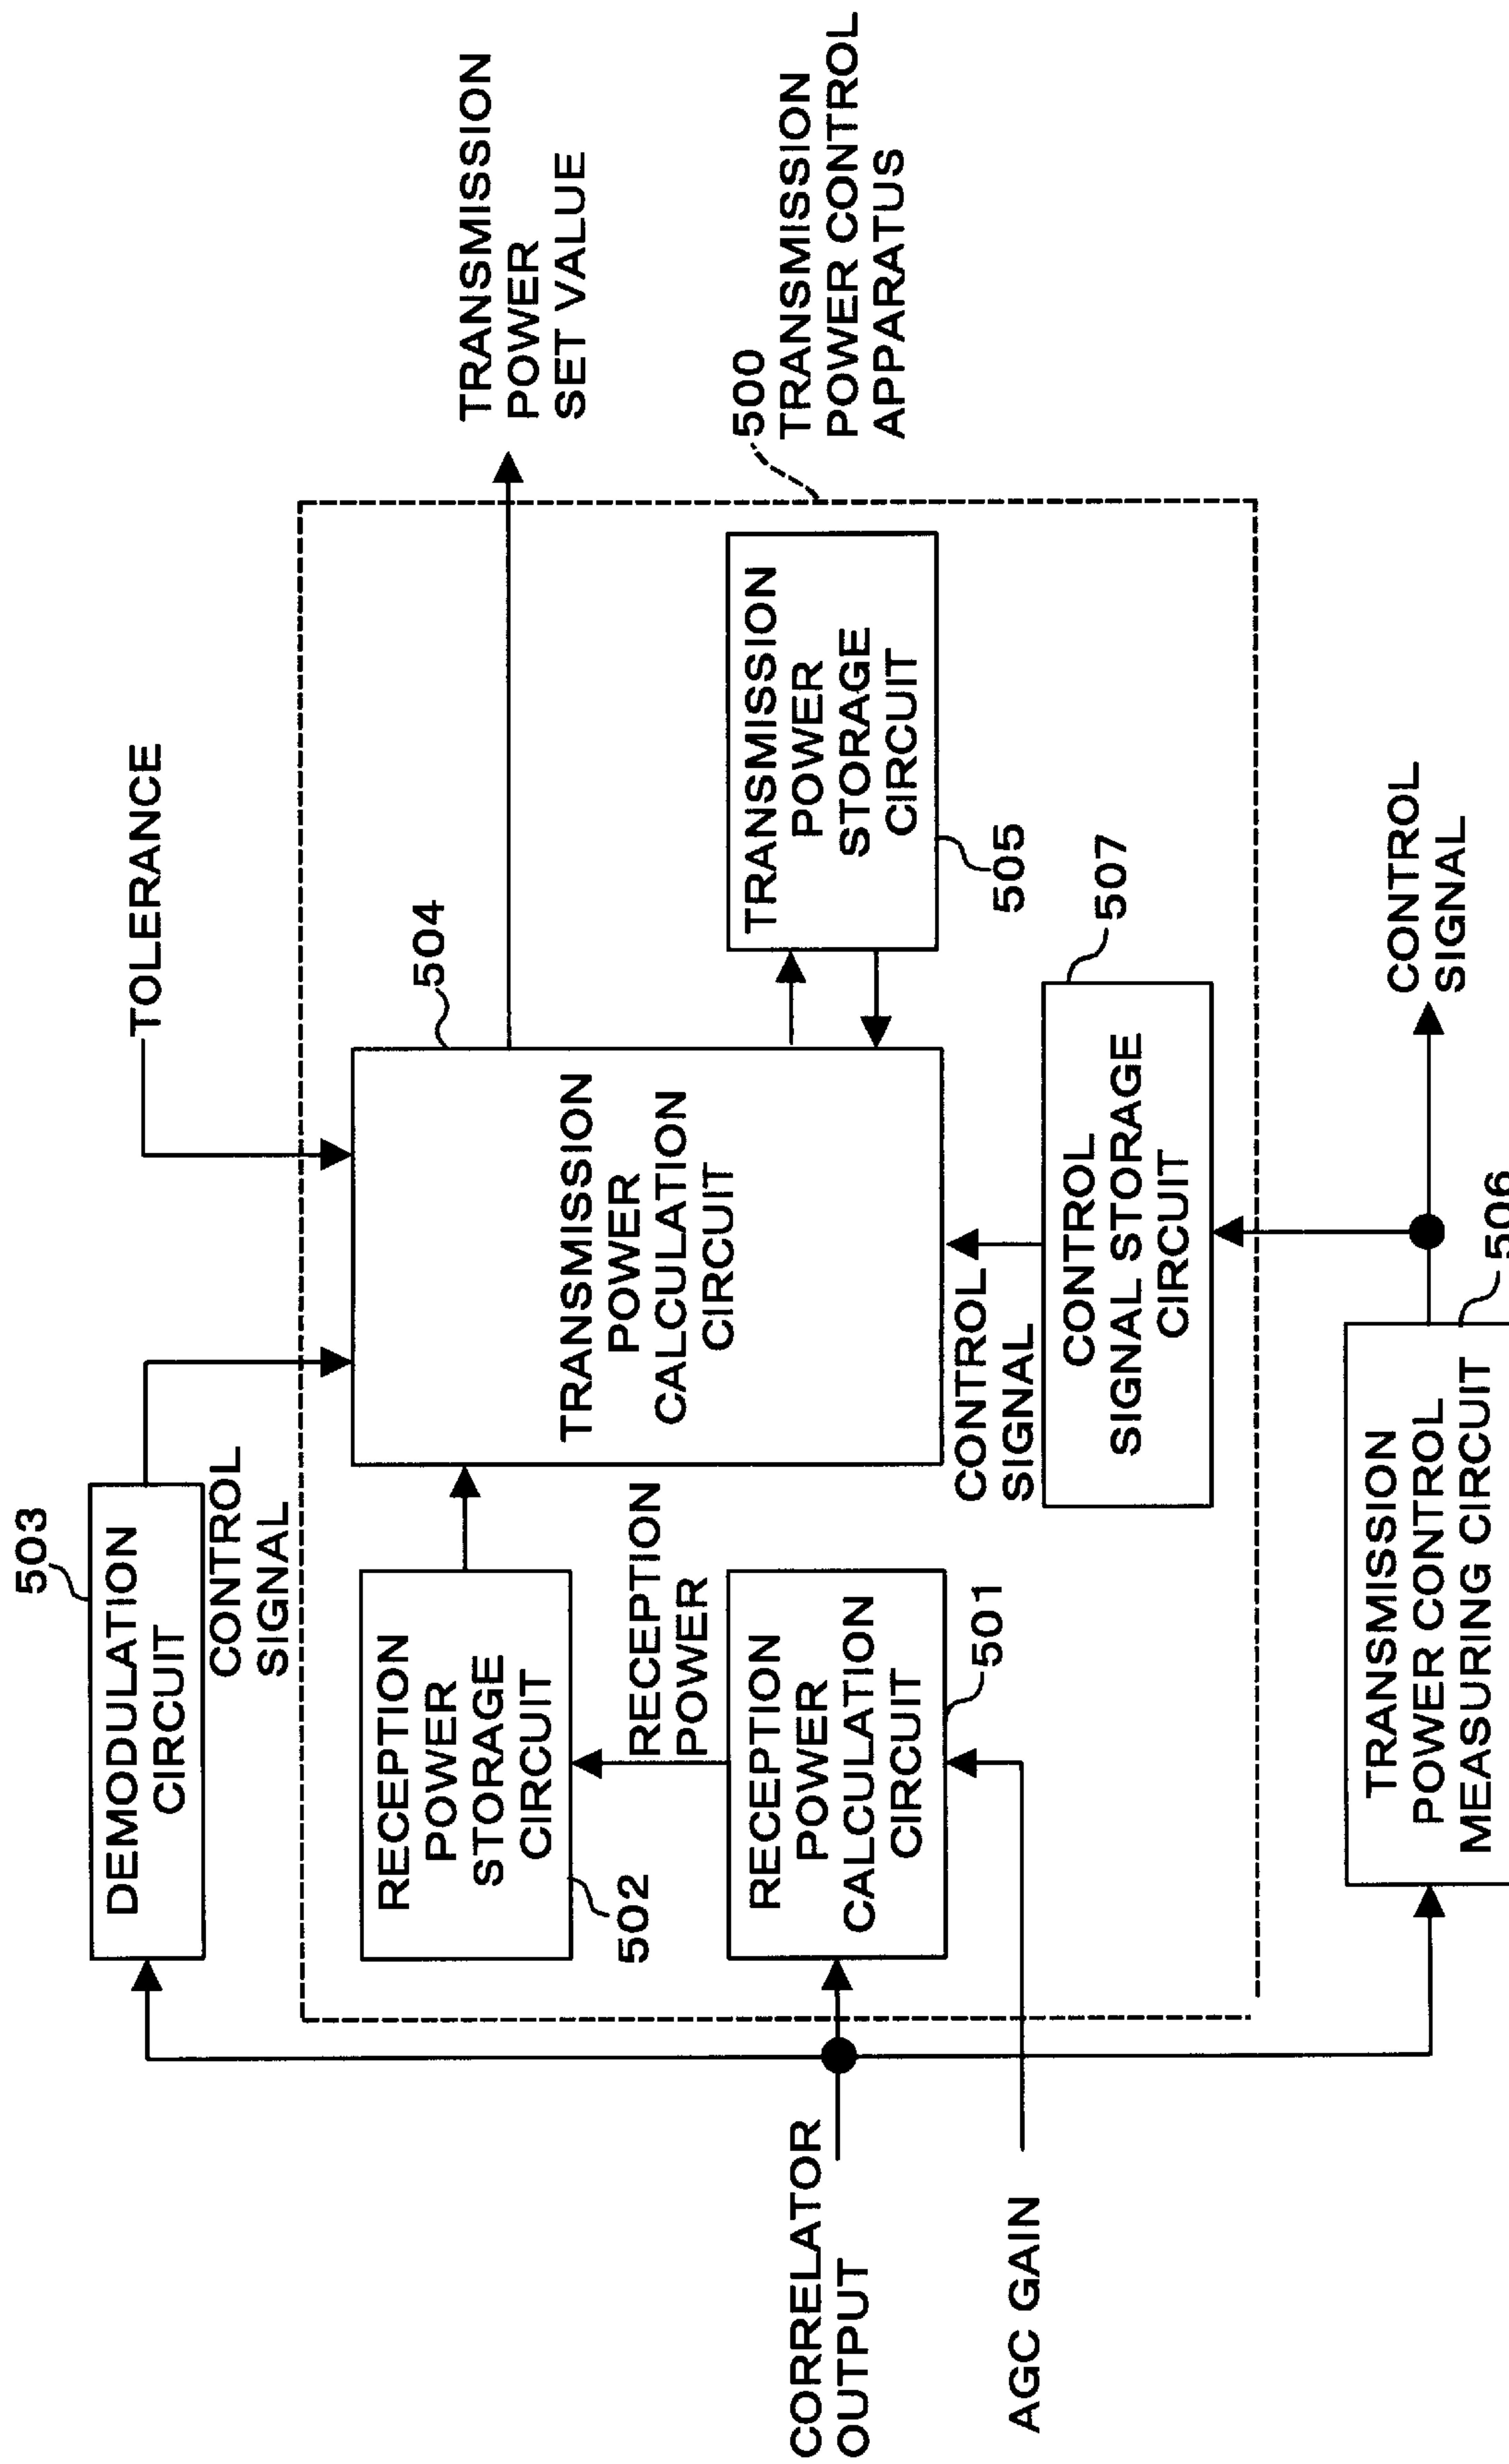 503
DEMODULATION
CIRCUIT
CONTROL
SIGNAL
TOLERANCE
504
TRANSMISSION
POWER
SET VALUE
RECEPTION
POWER
STORAGE
CIRCUIT
502
RECEPTION
POWER
TRANSMISSION
POWER
CALCULATION
CIRCUIT
500
TRANSMISSION
POWER CONTROL
APPARATUS
CORRELATOR
OUTPUT
RECEPTION
POWER
CALCULATION
CIRCUIT
501
TRANSMISSION
POWER
STORAGE
CIRCUIT
505
AGC GAIN
CONTROL
SIGNAL
CONTROL
SIGNAL STORAGE
CIRCUIT
507
TRANSMISSION
POWER CONTROL
MEASURING CIRCUIT
506
CONTROL
SIGNAL